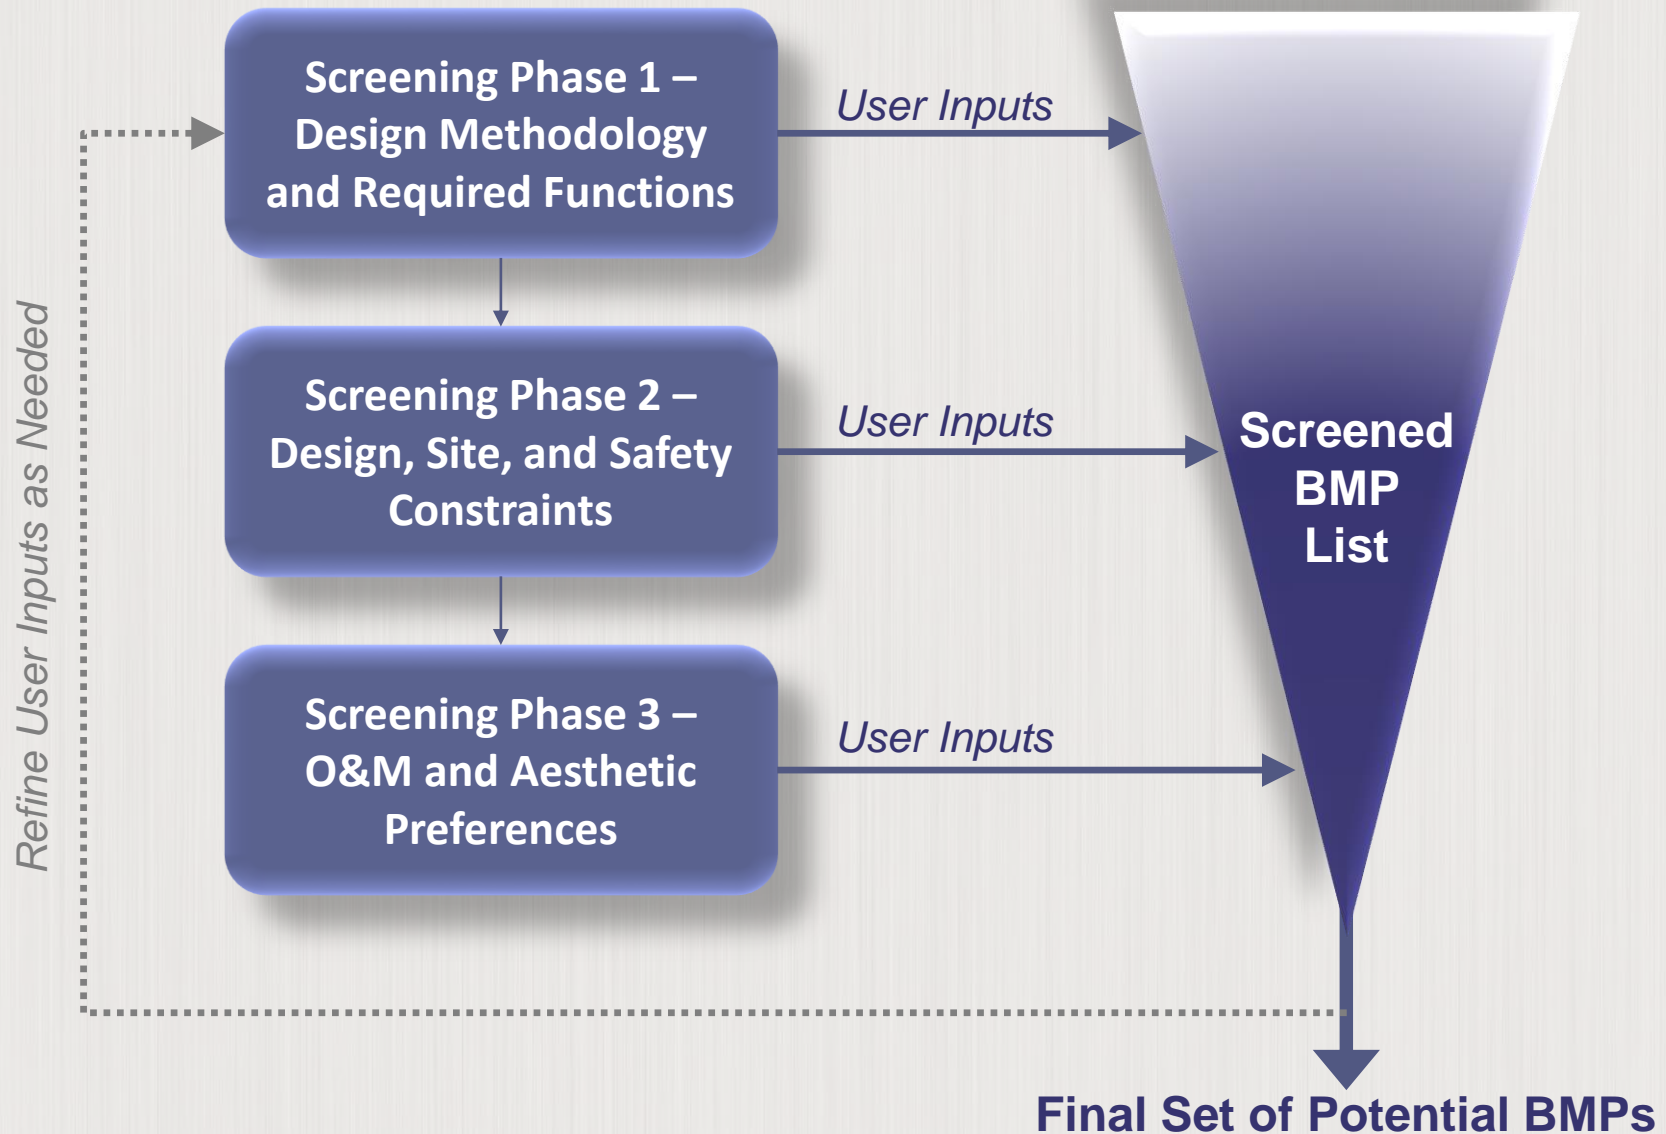 Screening Phase 1 –
Design Methodology
and Required Functions
User Inputs
Screening Phase 2 –
Design, Site, and Safety
Constraints
User Inputs
Screened
BMP
List
Screening Phase 3 –
O&M and Aesthetic
Preferences
User Inputs
Refine User Inputs as Needed
Final Set of Potential BMPs